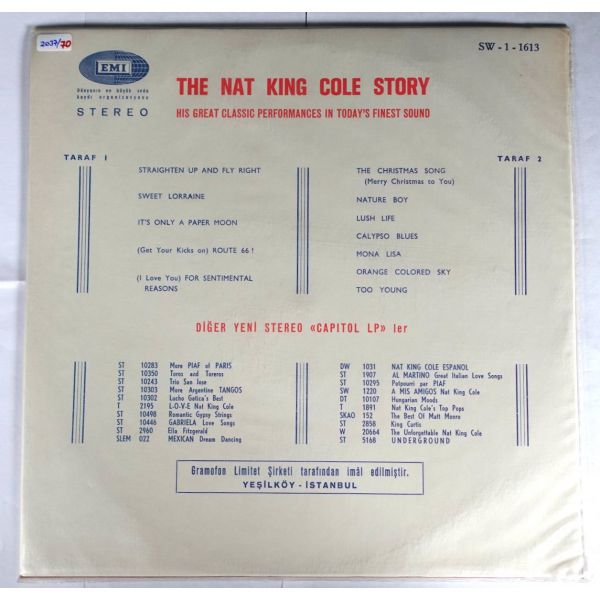 2037/70
EMI
Dünyanın en büyük seda
kaydı organizasyonu
STEREO
SW - 1 - 1613
THE NAT KING COLE STORY
HIS GREAT CLASSIC PERFORMANCES IN TODAY'S FINEST SOUND
TARAF 1
STRAIGHTEN UP AND FLY RIGHT
SWEET LORRAINE
IT'S ONLY A PAPER MOON
(Get Your Kicks on) ROUTE 66 !
(I Love You) FOR SENTIMENTAL
REASONS
TARAF 2
THE CHRISTMAS SONG
(Merry Christmas to You)
NATURE BOY
LUSH LIFE
CALYPSO BLUES
MONA LISA
ORANGE COLORED SKY
TOO YOUNG
DİĞER YENİ STEREO «CAPITOL LP» ler
ST 10283 More PIAF of PARIS
ST 10350 Toros and Toreros
ST 10243 Trio San Jose
ST 10303 More Argentine TANGOS
ST 10302 Lucho Gatica's Best
T 2195 L-O-V-E Nat King Cole
ST 10498 Romantic Gypsy Strings
ST 10446 GABRIELA Love Songs
ST 2960 Ella Fitzgerald
SLEM 022 MEXICAN Dream Dancing
DW 1031 NAT KING COLE ESPANOL
ST 1907 AL MARTINO Great Italian Love Songs
ST 10295 Potpourri par PIAF
SW 1220 A MIS AMIGOS Nat King Cole
DT 10107 Hungarian Moods
T 1891 Nat King Cole's Top Pops
SKAO 152 The Best Of Matt Monro
ST 2858 King Curtis
W 20664 The Unforgettable Nat King Cole
ST 5168 UNDERGROUND
Gramofon Limitet Şirketi tarafından imâl edilmiştir.
YEŞİLKÖY - İSTANBUL